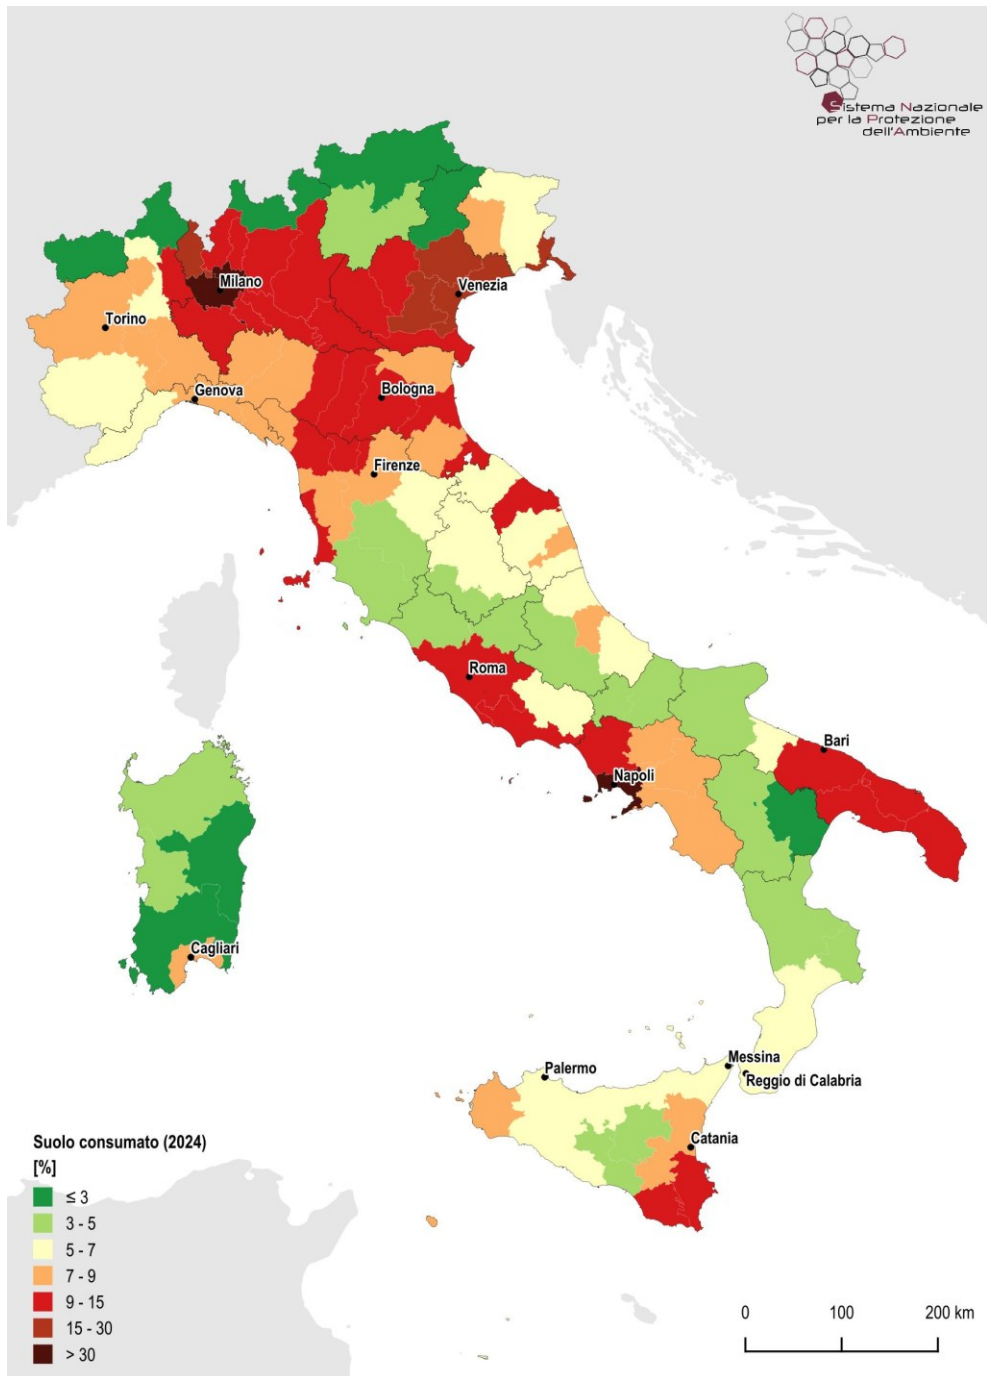 Sistema Nazionale
per la Protezione
dell'Ambiente
Milano
Venezia
Torino
Genova
Bologna
Firenze
Roma
Napoli
Bari
Cagliari
Palermo
Messina
Reggio di Calabria
Catania
Suolo consumato (2024)
[%]
≤ 3
3 - 5
5 - 7
7 - 9
9 - 15
15 - 30
> 30
0 100 200 km